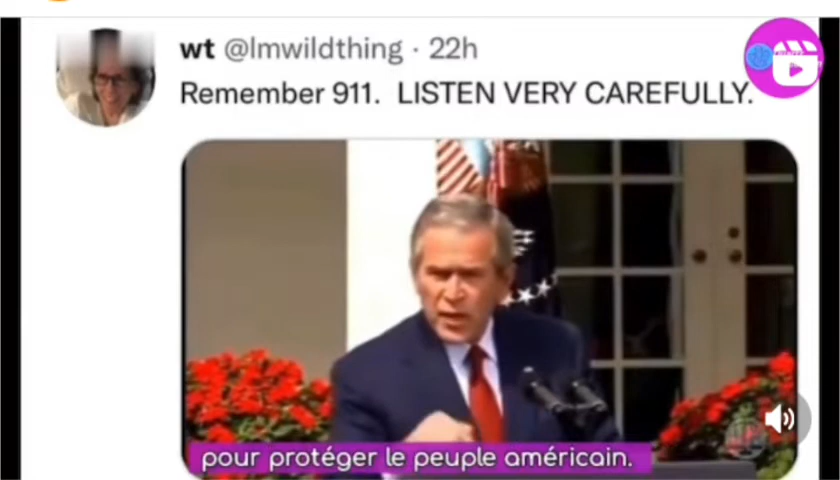 wt @lmwildthing · 22h
Remember 911. LISTEN VERY CAREFULLY.
pour protéger le peuple américain.